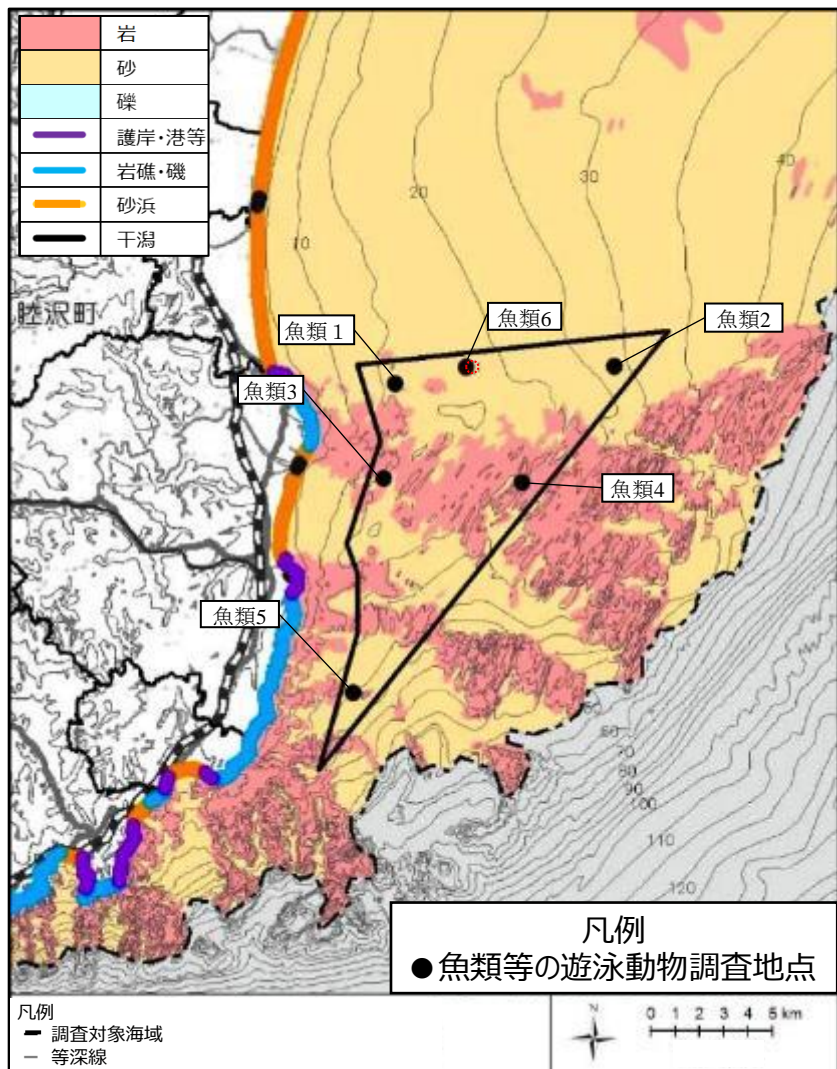 岩
砂
礫
護岸・港等
岩礁・磯
砂浜
干潟
40
30
20
10
睦沢町
魚類１
魚類6
魚類2
魚類3
魚類4
魚類5
60
70
80
90
100
110
120
凡例
●魚類等の遊泳動物調査地点
凡例
調査対象海域
等深線
N
0 1 2 3 4 5 km